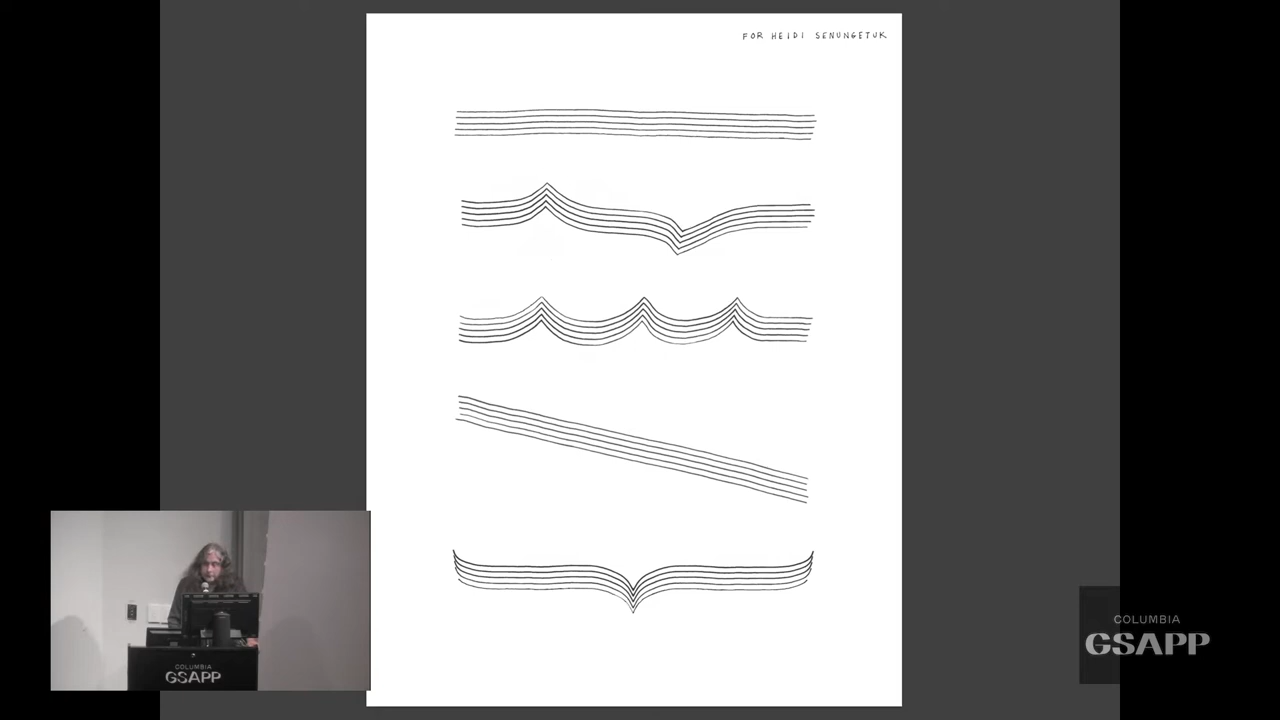 FOR HEIDI SENUNGETUK
COLUMBIA
GSAPP
COLUMBIA
GSAPP